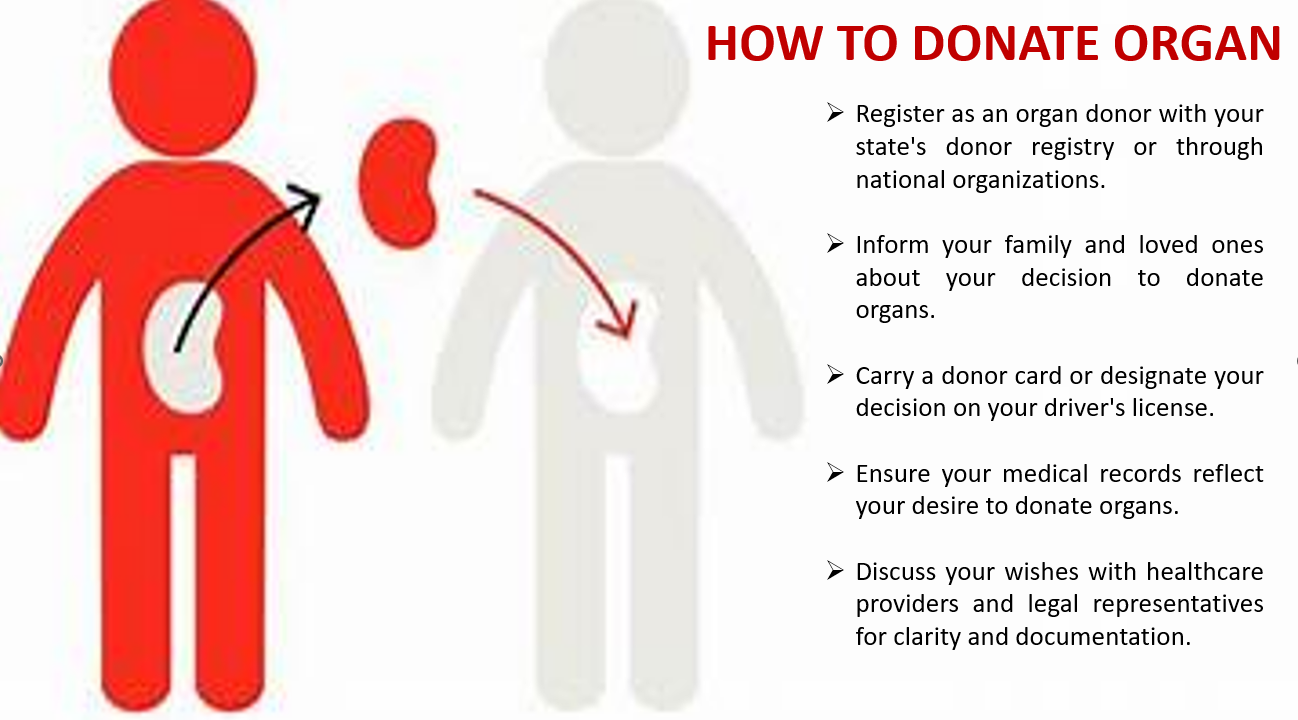 HOW TO DONATE ORGAN
➢ Register as an organ donor with your
state's donor registry or through
national organizations.
➢ Inform your family and loved ones
about your decision to donate
organs.
➢ Carry a donor card or designate your
decision on your driver's license.
➢ Ensure your medical records reflect
your desire to donate organs.
➢ Discuss your wishes with healthcare
providers and legal representatives
for clarity and documentation.